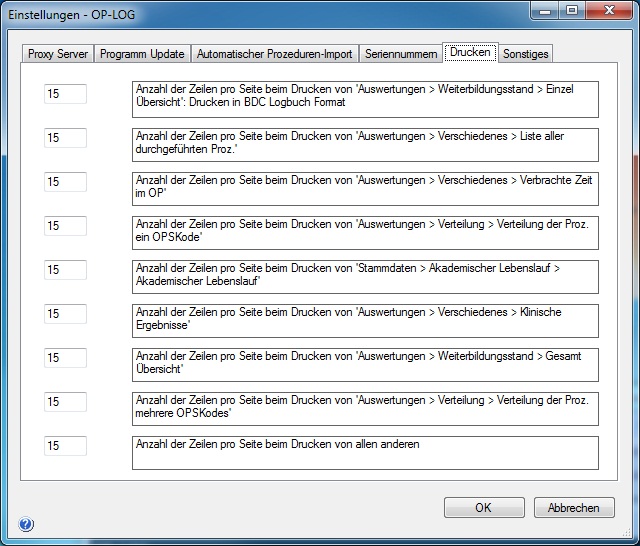 Einstellungen - OP-LOG
Proxy Server
Programm Update
Automatischer Prozeduren-Import
Seriennummern
Drucken
Sonstiges
15
Anzahl der Zeilen pro Seite beim Drucken von 'Auswertungen > Weiterbildungsstand > Einzel
Übersicht': Drucken in BDC Logbuch Format
15
Anzahl der Zeilen pro Seite beim Drucken von 'Auswertungen > Verschiedenes > Liste aller
durchgeführten Proz.'
15
Anzahl der Zeilen pro Seite beim Drucken von 'Auswertungen > Verschiedenes > Verbrachte Zeit
im OP'
15
Anzahl der Zeilen pro Seite beim Drucken von 'Auswertungen > Verteilung > Verteilung der Proz.
ein OPSKode'
15
Anzahl der Zeilen pro Seite beim Drucken von 'Stammdaten > Akademischer Lebenslauf >
Akademischer Lebenslauf'
15
Anzahl der Zeilen pro Seite beim Drucken von 'Auswertungen > Verschiedenes > Klinische
Ergebnisse'
15
Anzahl der Zeilen pro Seite beim Drucken von 'Auswertungen > Weiterbildungsstand > Gesamt
Übersicht'
15
Anzahl der Zeilen pro Seite beim Drucken von 'Auswertungen > Verteilung > Verteilung der Proz.
mehrere OPSKodes'
15
Anzahl der Zeilen pro Seite beim Drucken von allen anderen
OK
Abbrechen
?